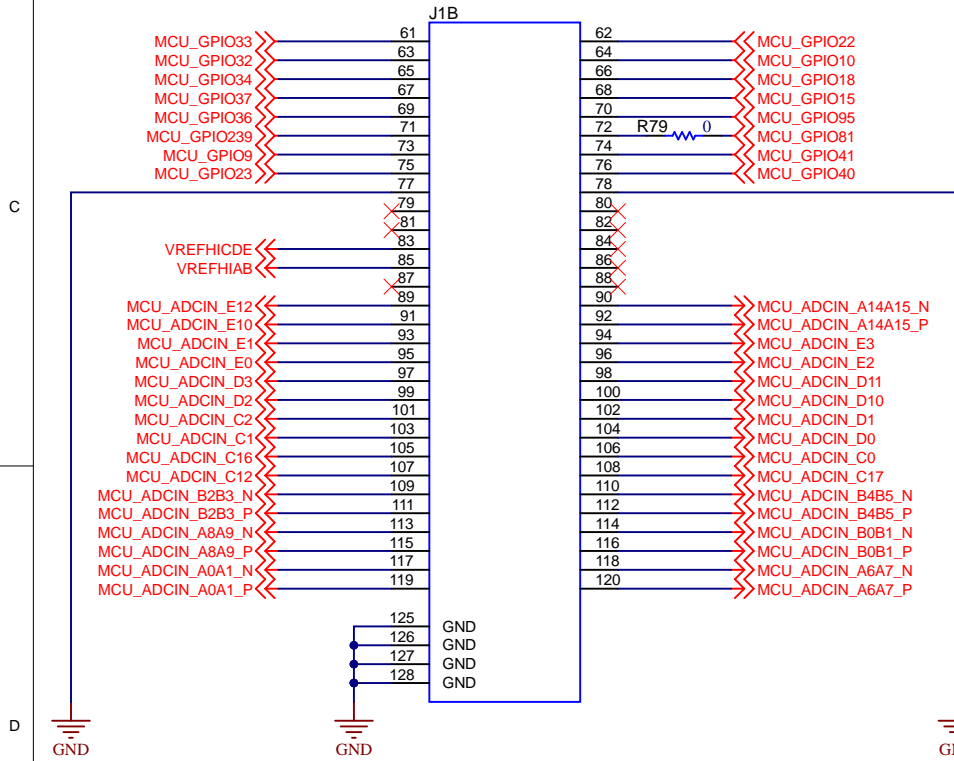 J1B
MCU_GPIO33 61 62 MCU_GPIO22
MCU_GPIO32 63 64 MCU_GPIO10
MCU_GPIO34 65 66 MCU_GPIO18
MCU_GPIO37 67 68 MCU_GPIO15
MCU_GPIO36 69 70 MCU_GPIO95
MCU_GPIO239 71 72 R79 0 MCU_GPIO81
MCU_GPIO9 73 74 MCU_GPIO41
MCU_GPIO23 75 76 MCU_GPIO40
77 78
C 79 80
81 82
VREFHICDE 83 84
VREFHIAB 85 86
87 88
MCU_ADCIN_E12 89 90 MCU_ADCIN_A14A15_N
MCU_ADCIN_E10 91 92 MCU_ADCIN_A14A15_P
MCU_ADCIN_E1 93 94 MCU_ADCIN_E3
MCU_ADCIN_E0 95 96 MCU_ADCIN_E2
MCU_ADCIN_D3 97 98 MCU_ADCIN_D11
MCU_ADCIN_D2 99 100 MCU_ADCIN_D10
MCU_ADCIN_C2 101 102 MCU_ADCIN_D1
MCU_ADCIN_C1 103 104 MCU_ADCIN_D0
MCU_ADCIN_C16 105 106 MCU_ADCIN_C0
MCU_ADCIN_C12 107 108 MCU_ADCIN_C17
MCU_ADCIN_B2B3_N 109 110 MCU_ADCIN_B4B5_N
MCU_ADCIN_B2B3_P 111 112 MCU_ADCIN_B4B5_P
MCU_ADCIN_A8A9_N 113 114 MCU_ADCIN_B0B1_N
MCU_ADCIN_A8A9_P 115 116 MCU_ADCIN_B0B1_P
MCU_ADCIN_A0A1_N 117 118 MCU_ADCIN_A6A7_N
MCU_ADCIN_A0A1_P 119 120 MCU_ADCIN_A6A7_P
125 GND
126 GND
127 GND
128 GND
D
GND GND